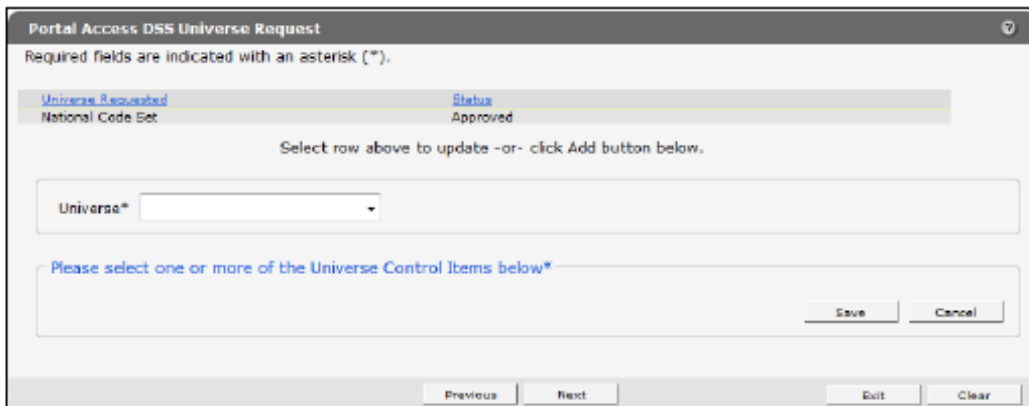 Portal Access DSS Universe Request ?
Required fields are indicated with an asterisk (*).
Universe Requested Status
National Code Set Approved
Select row above to update -or- click Add button below.
Universe*
Please select one or more of the Universe Control Items below*
Save Cancel
Previous Next Exit Clear